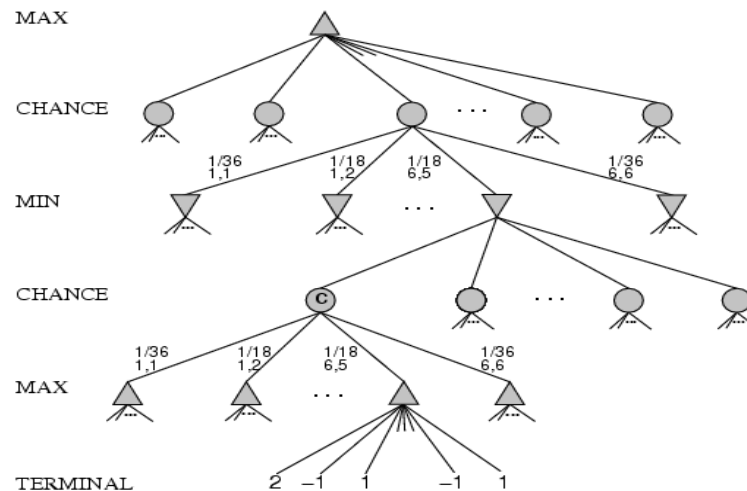 MAX
CHANCE
. . .
1/36 1/18 1/18 1/36
1,1 1,2 6,5 6,6
MIN
. . .
CHANCE
C
. . .
1/36 1/18 1/18 1/36
1,1 1,2 6,5 6,6
MAX
. . .
TERMINAL 2 −1 1 −1 1